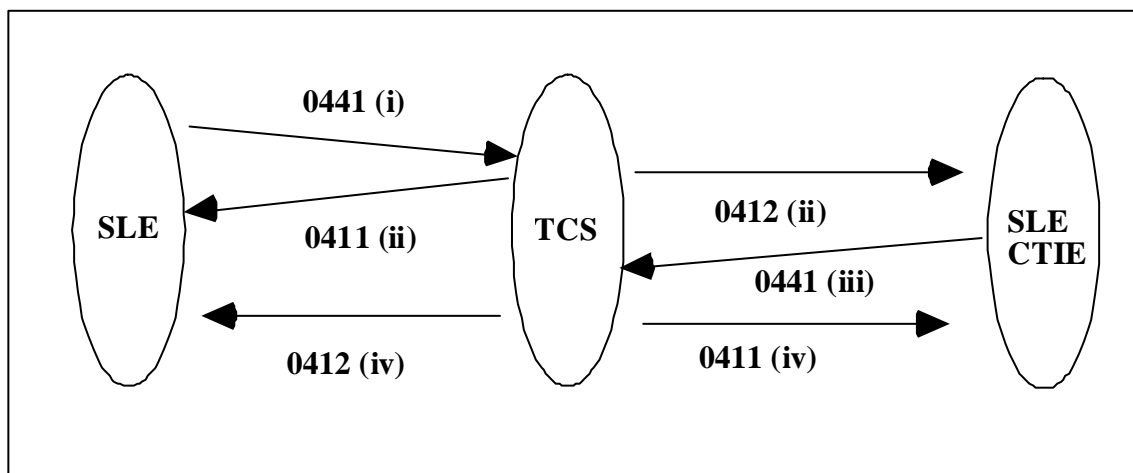 0441 (i)
SLE
0411 (ii)
0412 (iv)
TCS
0412 (ii)
0441 (iii)
0411 (iv)
SLE
CTIE